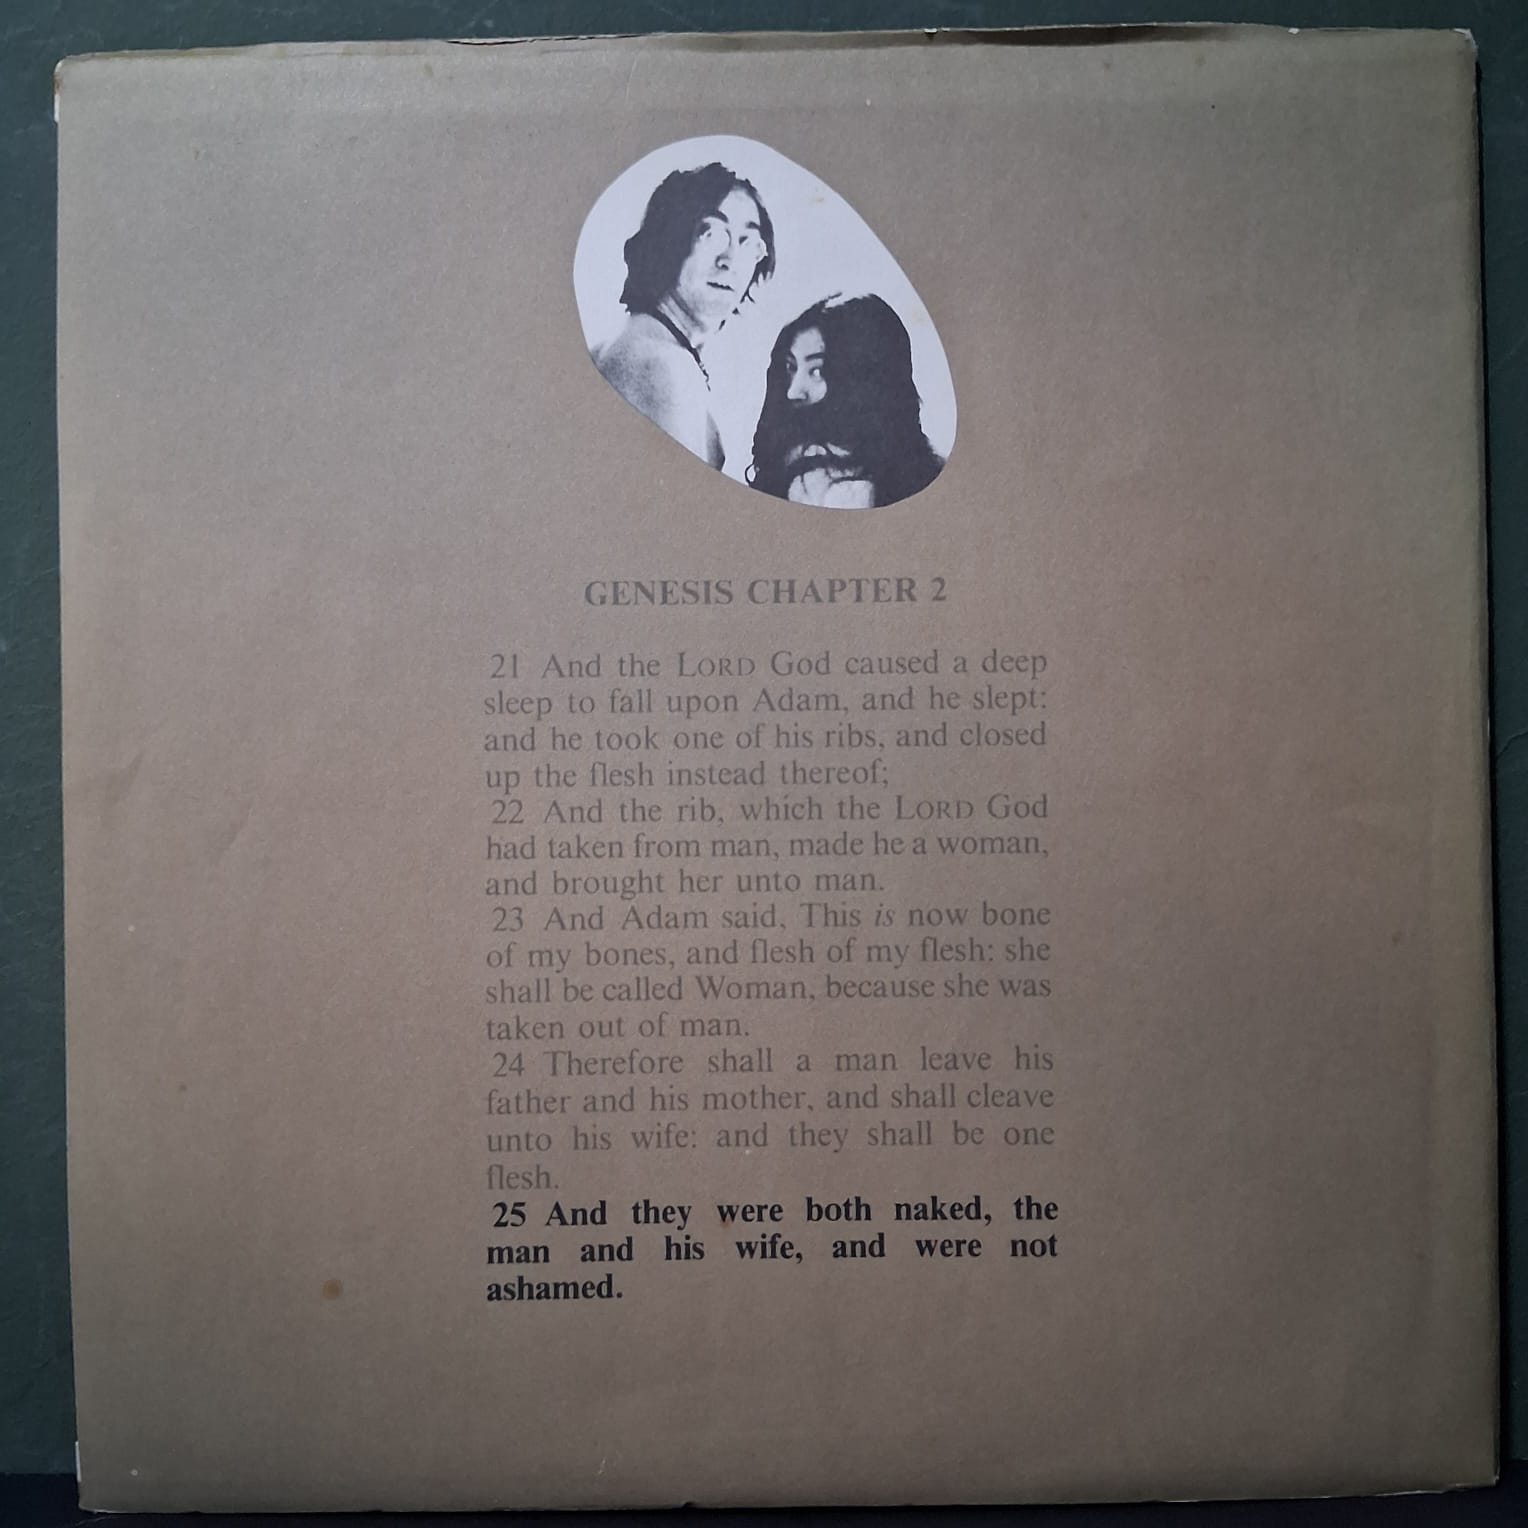 GENESIS CHAPTER 2
21 And the LORD God caused a deep
sleep to fall upon Adam, and he slept:
and he took one of his ribs, and closed
up the flesh instead thereof;
22 And the rib, which the LORD God
had taken from man, made he a woman,
and brought her unto man.
23 And Adam said, This is now bone
of my bones, and flesh of my flesh: she
shall be called Woman, because she was
taken out of man.
24 Therefore shall a man leave his
father and his mother, and shall cleave
unto his wife: and they shall be one
flesh.
25 And they were both naked, the
man and his wife, and were not
ashamed.